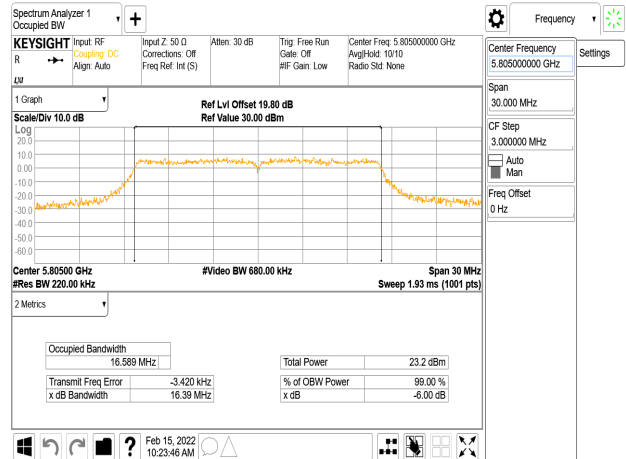 Spectrum Analyzer 1
Occupied BW
Frequency
KEYSIGHT
R
Input: RF
Coupling: DC
Align: Auto
Input Z: 50 Ω
Corrections: Off
Freq Ref: Int (S)
Atten: 30 dB
Trig: Free Run
Gate: Off
#IF Gain: Low
Center Freq: 5.805000000 GHz
Avg|Hold: 10/10
Radio Std: None
LXI
1 Graph
Scale/Div 10.0 dB
Ref Lvl Offset 19.80 dB
Ref Value 30.00 dBm
Log
20.0
10.0
0.00
-10.0
-20.0
-30.0
-40.0
-50.0
-60.0
Center 5.80500 GHz
#Video BW 680.00 kHz
Span 30 MHz
#Res BW 220.00 kHz
Sweep 1.93 ms (1001 pts)
2 Metrics
Occupied Bandwidth
16.589 MHz
Total Power 23.2 dBm
Transmit Freq Error -3.420 kHz
% of OBW Power 99.00 %
x dB Bandwidth 16.39 MHz
x dB -6.00 dB
Feb 15, 2022
10:23:46 AM
Center Frequency
5.805000000 GHz
Settings
Span
30.000 MHz
CF Step
3.000000 MHz
Auto
Man
Freq Offset
0 Hz